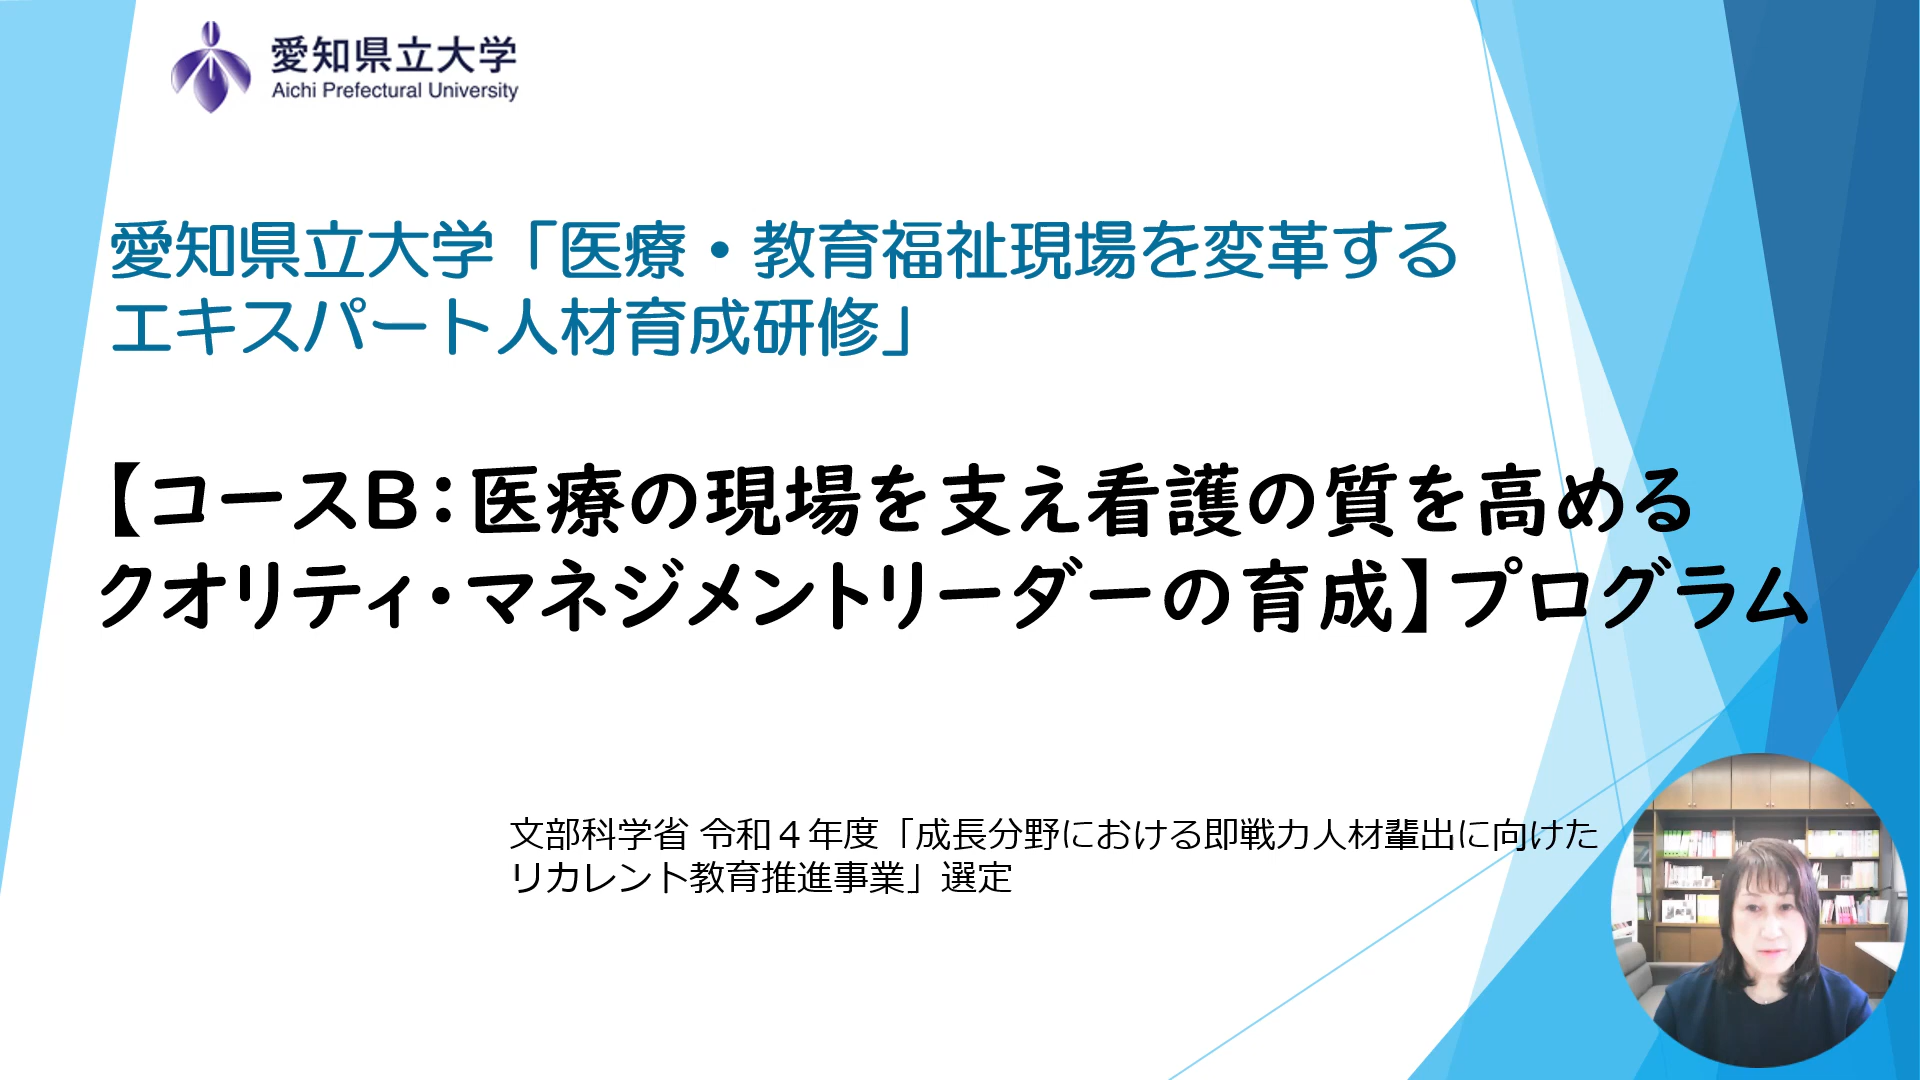 愛知県立大学
Aichi Prefectural University
愛知県立大学「医療・教育福祉現場を変革する
エキスパート人材育成研修」
【コースB：医療の現場を支え看護の質を高める
クオリティ・マネジメントリーダーの育成】プログラム
文部科学省 令和４年度「成長分野における即戦力人材輩出に向けた
リカレント教育推進事業」選定